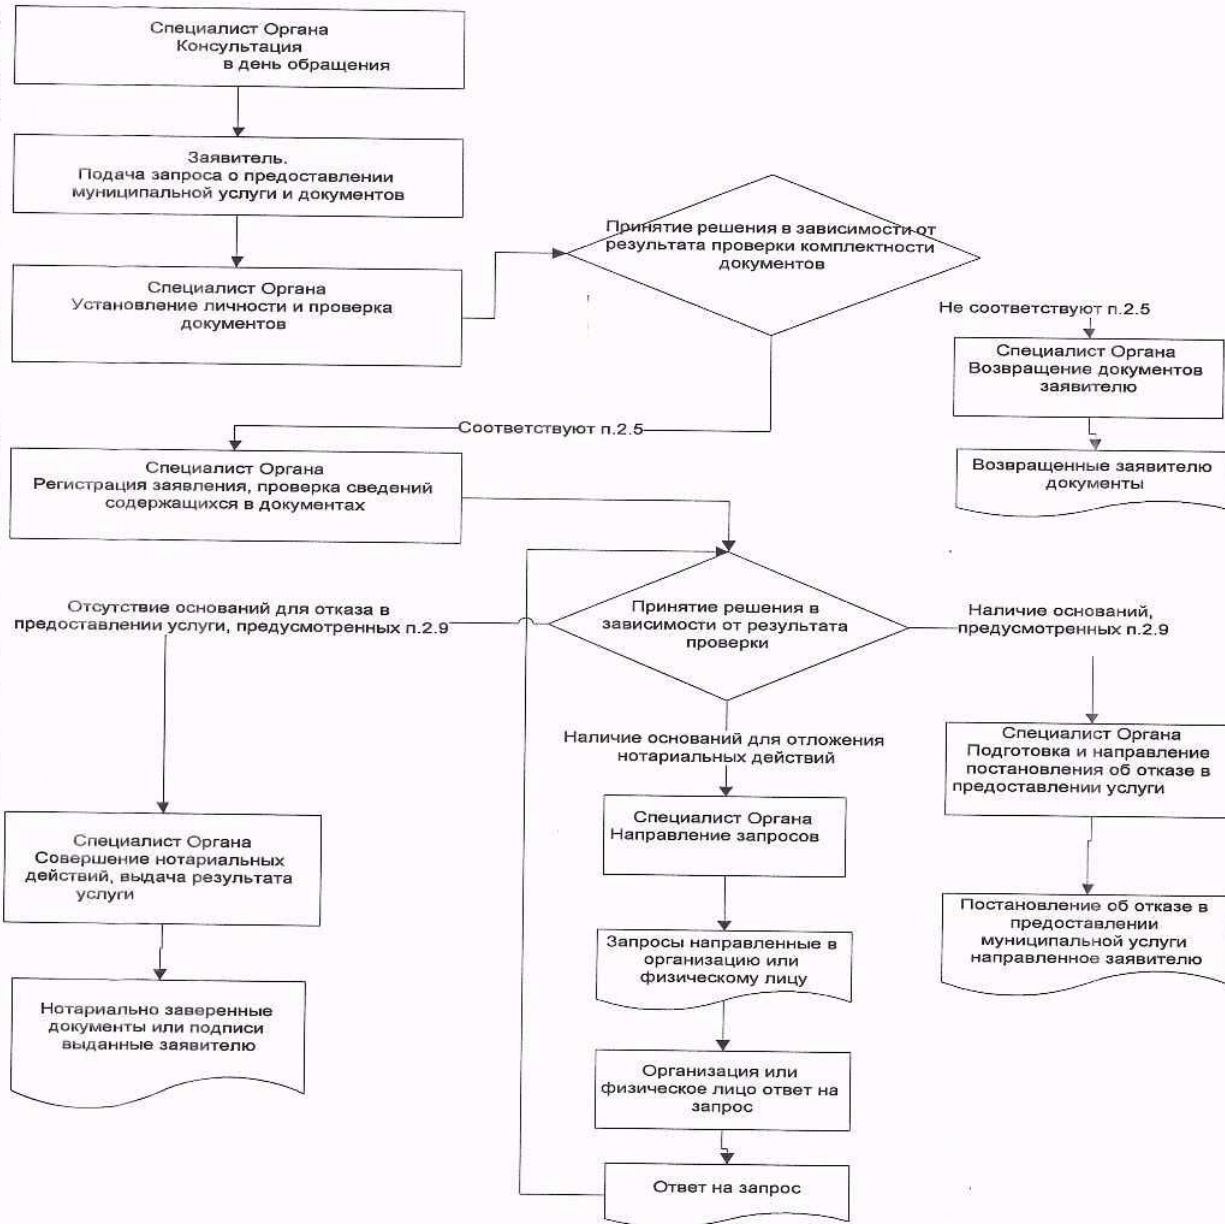 Специалист Органа
Консультация
в день обращения
Заявитель.
Подача запроса о предоставлении
муниципальной услуги и документов
Специалист Органа
Установление личности и проверка
документов
Принятие решения в зависимости от
результата проверки комплектности
документов
Не соответствуют п.2.5
Специалист Органа
Возвращение документов
заявителю
Возвращенные заявителю
документы
Соответствуют п.2.5
Специалист Органа
Регистрация заявления, проверка сведений
содержащихся в документах
Принятие решения в
зависимости от результата
проверки
Отсутствие оснований для отказа в
предоставлении услуги, предусмотренных п.2.9
Наличие оснований,
предусмотренных п.2.9
Наличие оснований для отложения
нотариальных действий
Специалист Органа
Подготовка и направление
постановления об отказе в
предоставлении услуги
Специалист Органа
Направление запросов
Специалист Органа
Совершение нотариальных
действий, выдача результата
услуги
Постановление об отказе в
предоставлении
муниципальной услуги
направленное заявителю
Запросы направленные в
организацию или
физическому лицу
Нотариально заверенные
документы или подписи
выданные заявителю
Организация или
физическое лицо ответ на
запрос
Ответ на запрос